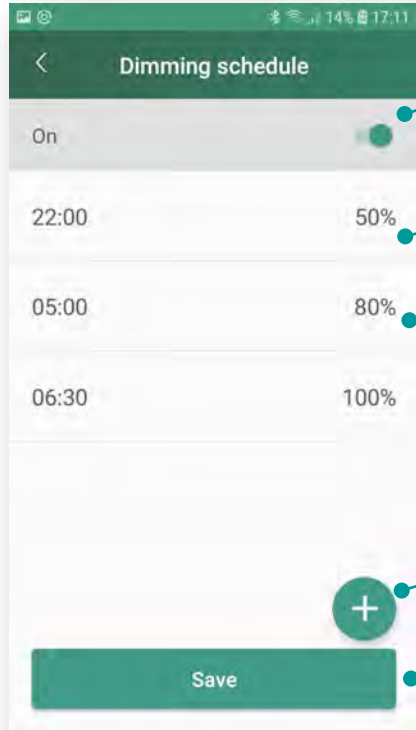 14% 17:11
Dimming schedule
On
22:00 50%
05:00 80%
06:30 100%
+
Save